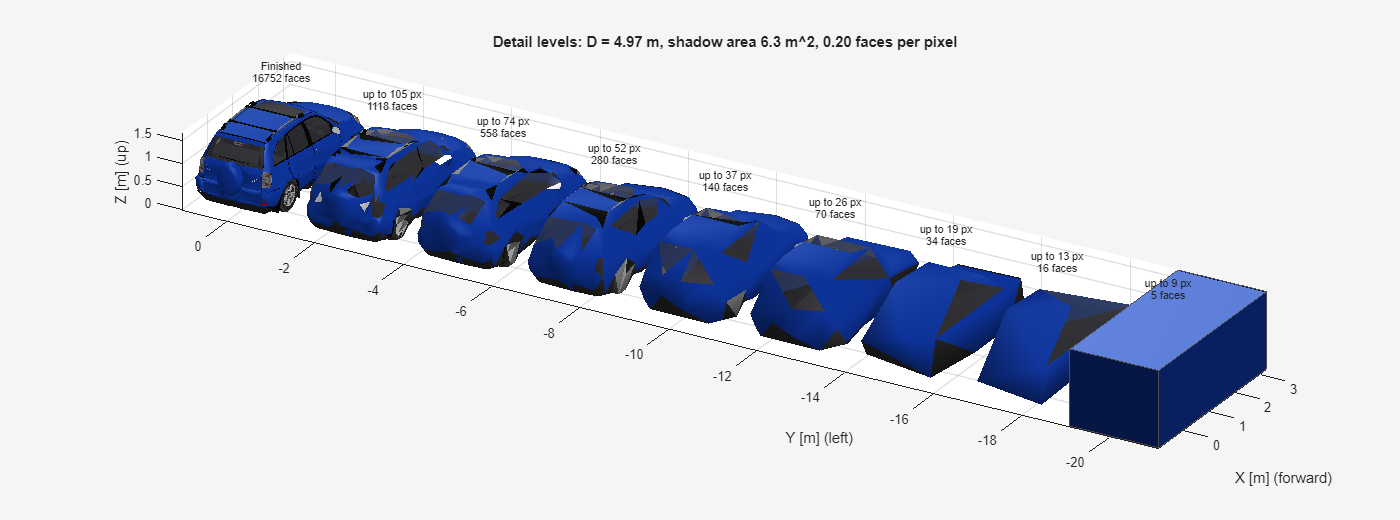 Detail levels: D = 4.97 m, shadow area 6.3 m^2, 0.20 faces per pixel
Finished
16752 faces
up to 105 px
1118 faces
up to 74 px
558 faces
up to 52 px
280 faces
up to 37 px
140 faces
up to 26 px
70 faces
up to 19 px
34 faces
up to 13 px
16 faces
up to 9 px
5 faces
Z [m] (up)
1.5
1
0.5
0
0
-2
-4
-6
-8
-10
-12
-14
-16
-18
-20
Y [m] (left)
3
2
1
0
X [m] (forward)